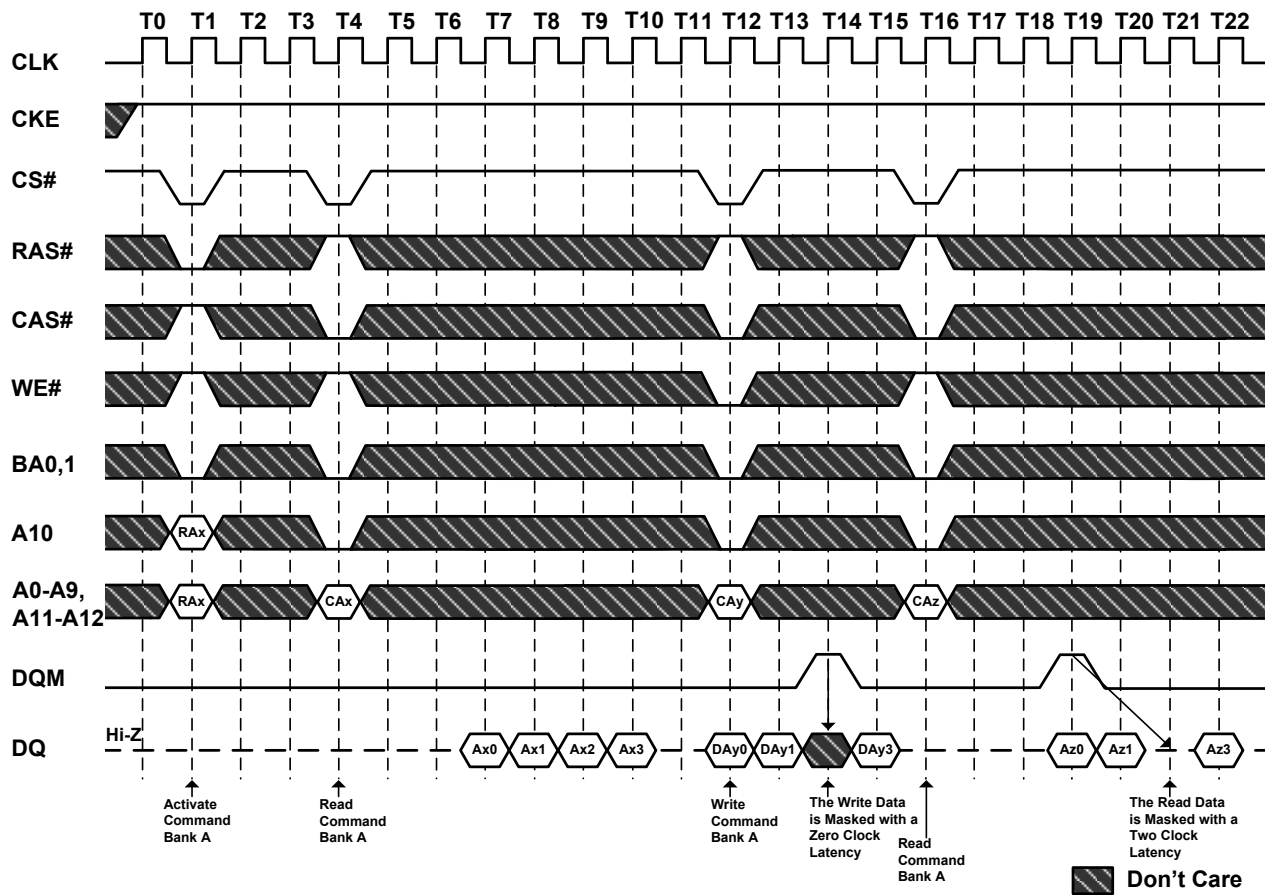 T0 T1 T2 T3 T4 T5 T6 T7 T8 T9 T10 T11 T12 T13 T14 T15 T16 T17 T18 T19 T20 T21 T22
CLK
CKE
CS#
RAS#
CAS#
WE#
BA0,1
A10
RAx
A0-A9,
A11-A12
RAx CAx CAy CAz
DQM
Hi-Z
DQ
Ax0 Ax1 Ax2 Ax3 DAy0 DAy1 DAy3 Az0 Az1 Az3
Activate
Command
Bank A
Read
Command
Bank A
Write
Command
Bank A
The Write Data
is Masked with a
Zero Clock
Latency
Read
Command
Bank A
The Read Data
is Masked with a
Two Clock
Latency
Don't Care